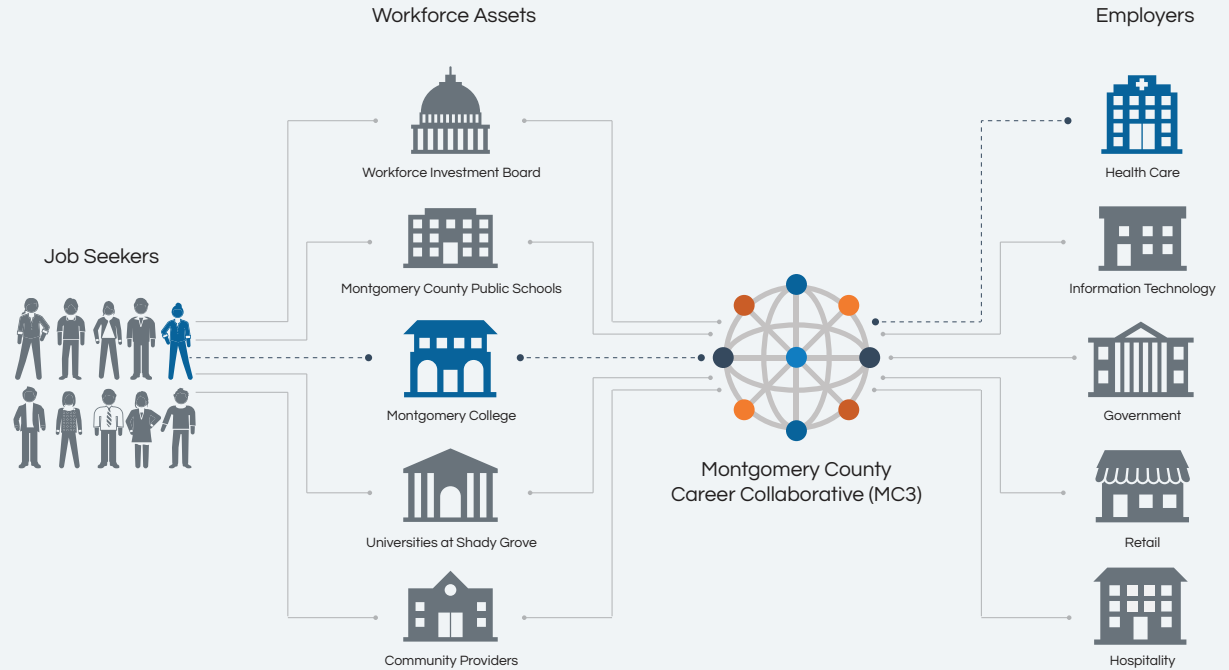 Workforce Assets
Employers
Workforce Investment Board
Health Care
Job Seekers
Montgomery County Public Schools
Information Technology
Montgomery College
Government
Montgomery County
Career Collaborative (MC3)
Universities at Shady Grove
Retail
Community Providers
Hospitality